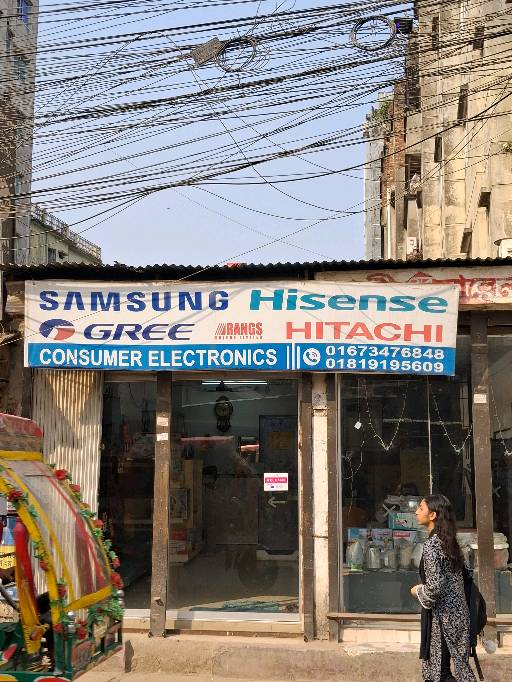 SAMSUNG Hisense
GREE RANGS HITACHI
CONSUMER ELECTRONICS
01673476848
01819195609